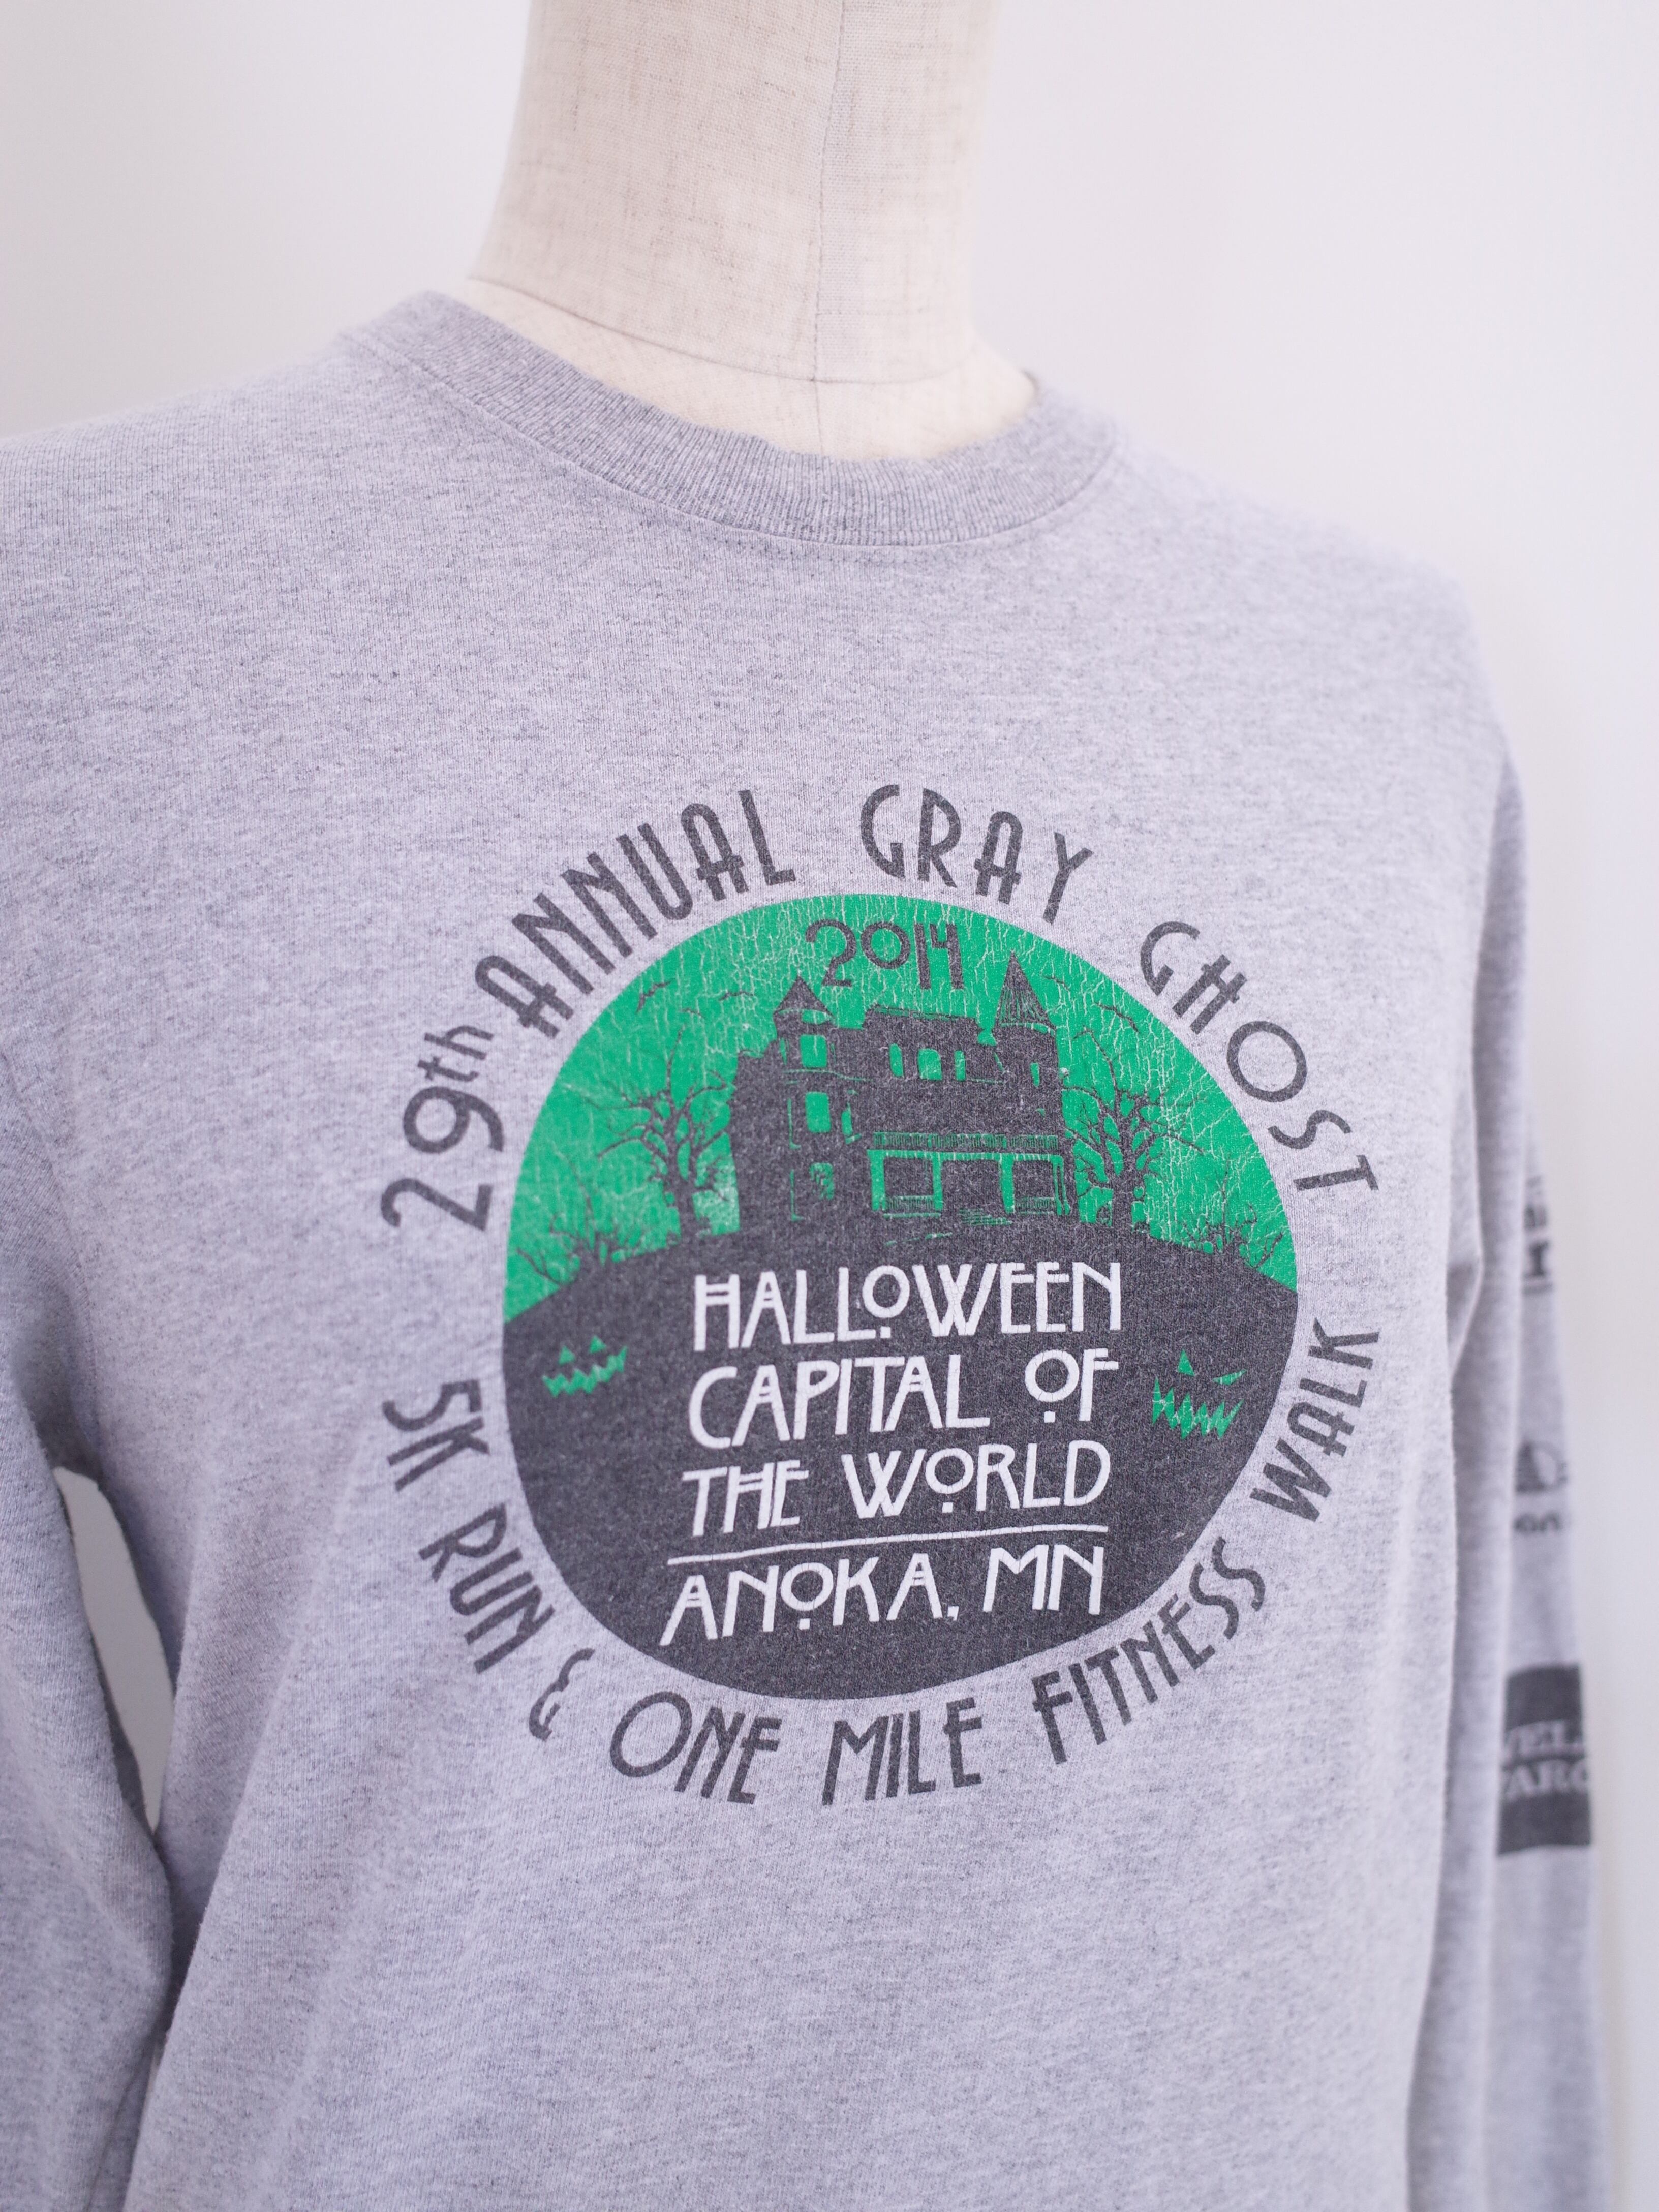 29th ANNUAL GRAY GHOST
2014
HALLOWEEN
CAPITAL OF
THE WORLD
ANOKA, MN
5K RUN & ONE MILE FITNESS WALK